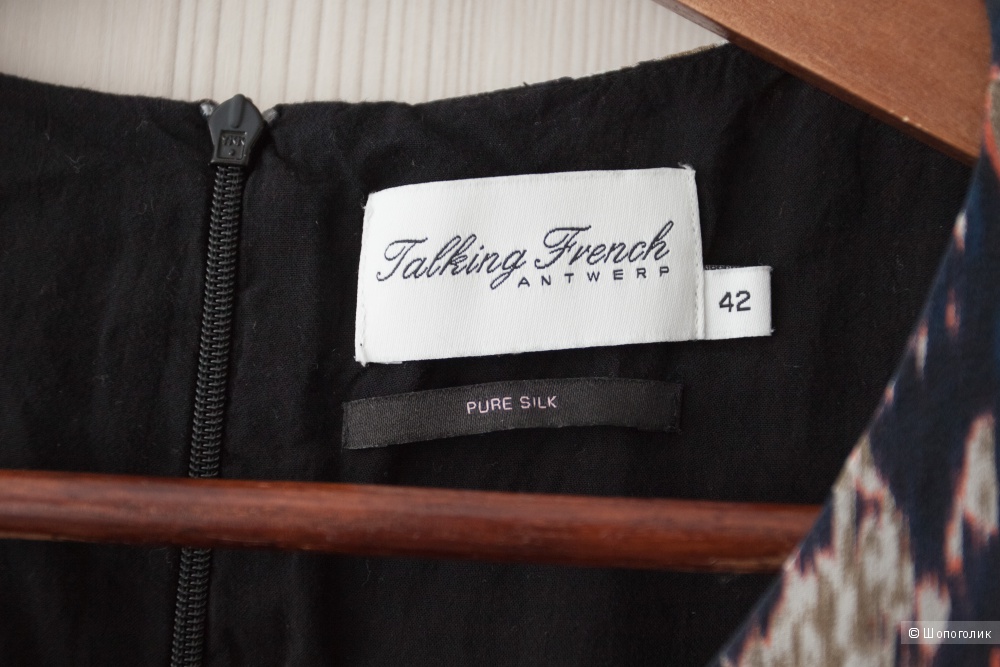 Talking French
ANTWERP
42
PURE SILK
© Шопоголик